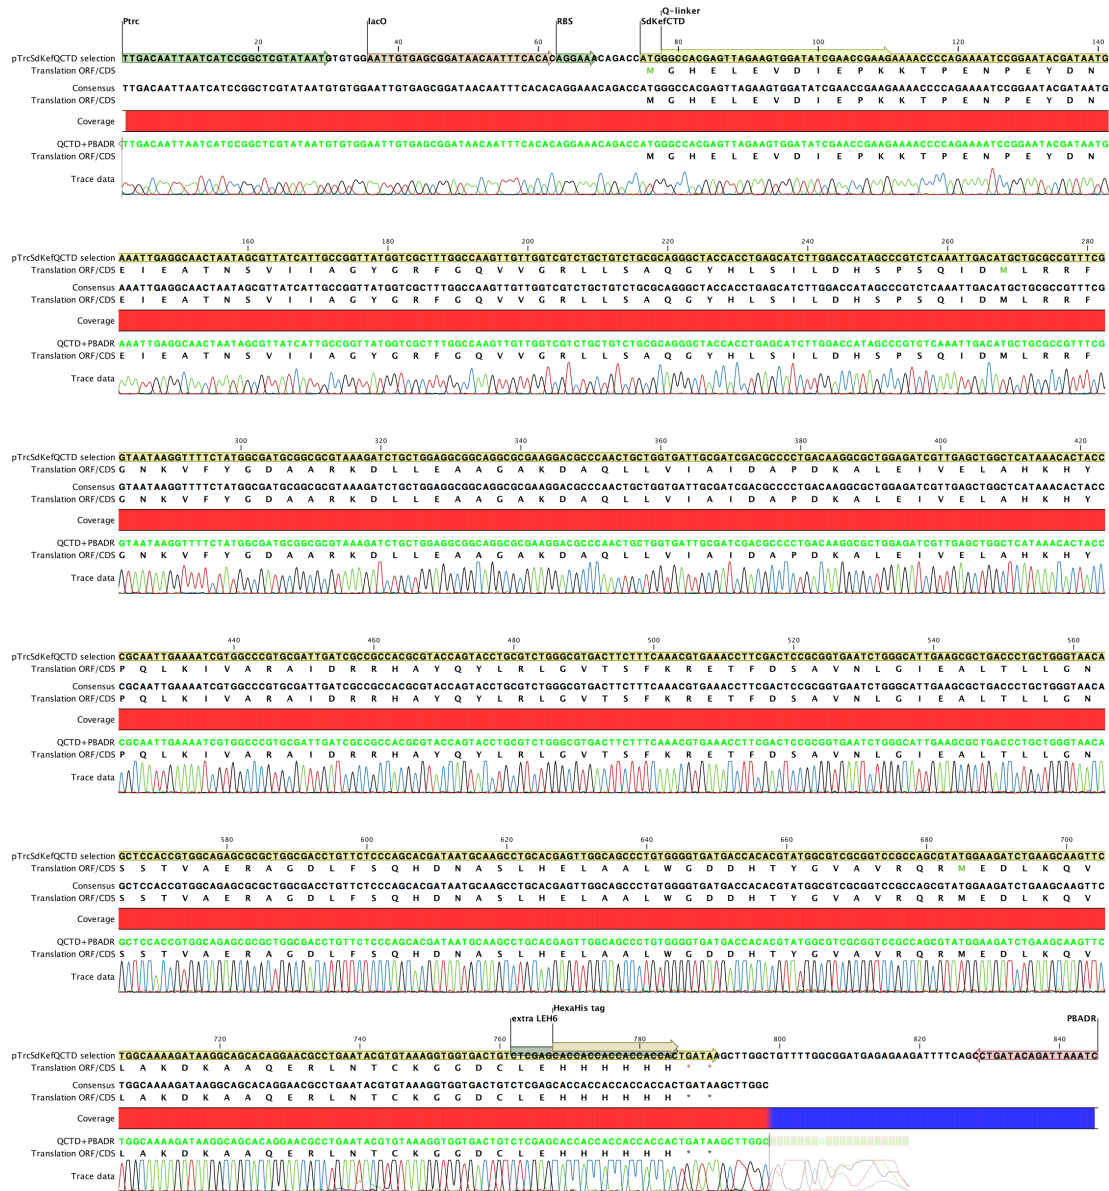 Q-linker
Ptrc lacO RBS SdKefCTD
20 40 60 80 100 120 140
pTrcSdKefQCTD selection TTGACAATTAATCATCCGGCTCGTATAATGTGTGGAATTGTGAGCGGATAACAATTTCACACAGGAAACAGACCATGGGCCACGAGTTAGAAGTGGATATCGAACCGAAGAAAACCCCAGAAAATCCGGAATACGATAATG
Translation ORF/CDS M G H E L E V D I E P K K T P E N P E Y D N
Consensus TTGACAATTAATCATCCGGCTCGTATAATGTGTGGAATTGTGAGCGGATAACAATTTCACACAGGAAACAGACCATGGGCCACGAGTTAGAAGTGGATATCGAACCGAAGAAAACCCCAGAAAATCCGGAATACGATAATG
Translation ORF/CDS M G H E L E V D I E P K K T P E N P E Y D N
Coverage
QCTD+PBADR TTGACAATTAATCATCCGGCTCGTATAATGTGTGGAATTGTGAGCGGATAACAATTTCACACAGGAAACAGACCATGGGCCACGAGTTAGAAGTGGATATCGAACCGAAGAAAACCCCAGAAAATCCGGAATACGATAATG
Translation ORF/CDS M G H E L E V D I E P K K T P E N P E Y D N
Trace data
160 180 200 220 240 260 280
pTrcSdKefQCTD selection AAATTGAGGCAACTAATAGCGTTATCATTGCCGGTTATGGTCGCTTTGGCCAAGTTGTTGGTCGTCTGCTGTCTGCGCAGGGCTACCACCTGAGCATCTTGGACCATAGCCCGTCTCAAATTGACATGCTGCGCCGTTTCG
Translation ORF/CDS E I E A T N S V I I A G Y G R F G Q V V G R L L S A Q G Y H L S I L D H S P S Q I D M L R R F
Consensus AAATTGAGGCAACTAATAGCGTTATCATTGCCGGTTATGGTCGCTTTGGCCAAGTTGTTGGTCGTCTGCTGTCTGCGCAGGGCTACCACCTGAGCATCTTGGACCATAGCCCGTCTCAAATTGACATGCTGCGCCGTTTCG
Translation ORF/CDS E I E A T N S V I I A G Y G R F G Q V V G R L L S A Q G Y H L S I L D H S P S Q I D M L R R F
Coverage
QCTD+PBADR AAATTGAGGCAACTAATAGCGTTATCATTGCCGGTTATGGTCGCTTTGGCCAAGTTGTTGGTCGTCTGCTGTCTGCGCAGGGCTACCACCTGAGCATCTTGGACCATAGCCCGTCTCAAATTGACATGCTGCGCCGTTTCG
Translation ORF/CDS E I E A T N S V I I A G Y G R F G Q V V G R L L S A Q G Y H L S I L D H S P S Q I D M L R R F
Trace data
300 320 340 360 380 400 420
pTrcSdKefQCTD selection GTAATAAGGTTTTCTATGGCGATGCGGCGCGTAAAGATCTGCTGGAGGCGGCAGGCGCGAAGGACGCCCAACTGCTGGTGATTGCGATCGACGCCCCTGACAAGGCGCTGGAGATCGTTGAGCTGGCTCATAAACACTACC
Translation ORF/CDS G N K V F Y G D A A R K D L L E A A G A K D A Q L L V I A I D A P D K A L E I V E L A H K H Y
Consensus GTAATAAGGTTTTCTATGGCGATGCGGCGCGTAAAGATCTGCTGGAGGCGGCAGGCGCGAAGGACGCCCAACTGCTGGTGATTGCGATCGACGCCCCTGACAAGGCGCTGGAGATCGTTGAGCTGGCTCATAAACACTACC
Translation ORF/CDS G N K V F Y G D A A R K D L L E A A G A K D A Q L L V I A I D A P D K A L E I V E L A H K H Y
Coverage
QCTD+PBADR GTAATAAGGTTTTCTATGGCGATGCGGCGCGTAAAGATCTGCTGGAGGCGGCAGGCGCGAAGGACGCCCAACTGCTGGTGATTGCGATCGACGCCCCTGACAAGGCGCTGGAGATCGTTGAGCTGGCTCATAAACACTACC
Translation ORF/CDS G N K V F Y G D A A R K D L L E A A G A K D A Q L L V I A I D A P D K A L E I V E L A H K H Y
Trace data
440 460 480 500 520 540 560
pTrcSdKefQCTD selection CGCAATTGAAAATCGTGGCCCGTGCGATTGATCGCCGCCACGCGTACCAGTACCTGCGTCTGGGCGTGACTTCTTTCAAACGTGAAACCTTCGACTCCGCGGTGAATCTGGGCATTGAAGCGCTGACCCTGCTGGGTAACA
Translation ORF/CDS P Q L K I V A R A I D R R H A Y Q Y L R L G V T S F K R E T F D S A V N L G I E A L T L L G N
Consensus CGCAATTGAAAATCGTGGCCCGTGCGATTGATCGCCGCCACGCGTACCAGTACCTGCGTCTGGGCGTGACTTCTTTCAAACGTGAAACCTTCGACTCCGCGGTGAATCTGGGCATTGAAGCGCTGACCCTGCTGGGTAACA
Translation ORF/CDS P Q L K I V A R A I D R R H A Y Q Y L R L G V T S F K R E T F D S A V N L G I E A L T L L G N
Coverage
QCTD+PBADR CGCAATTGAAAATCGTGGCCCGTGCGATTGATCGCCGCCACGCGTACCAGTACCTGCGTCTGGGCGTGACTTCTTTCAAACGTGAAACCTTCGACTCCGCGGTGAATCTGGGCATTGAAGCGCTGACCCTGCTGGGTAACA
Translation ORF/CDS P Q L K I V A R A I D R R H A Y Q Y L R L G V T S F K R E T F D S A V N L G I E A L T L L G N
Trace data
580 600 620 640 660 680 700
pTrcSdKefQCTD selection GCTCCACCGTGGCAGAGCGCGCTGGCGACCTGTTCTCCCAGCACGATAATGCAAGCCTGCACGAGTTGGCAGCCCTGTGGGGTGATGACCACACGTATGGCGTCGCGGTCCGCCAGCGTATGGAAGATCTGAAGCAAGTTC
Translation ORF/CDS S S T V A E R A G D L F S Q H D N A S L H E L A A L W G D D H T Y G V A V R Q R M E D L K Q V
Consensus GCTCCACCGTGGCAGAGCGCGCTGGCGACCTGTTCTCCCAGCACGATAATGCAAGCCTGCACGAGTTGGCAGCCCTGTGGGGTGATGACCACACGTATGGCGTCGCGGTCCGCCAGCGTATGGAAGATCTGAAGCAAGTTC
Translation ORF/CDS S S T V A E R A G D L F S Q H D N A S L H E L A A L W G D D H T Y G V A V R Q R M E D L K Q V
Coverage
QCTD+PBADR GCTCCACCGTGGCAGAGCGCGCTGGCGACCTGTTCTCCCAGCACGATAATGCAAGCCTGCACGAGTTGGCAGCCCTGTGGGGTGATGACCACACGTATGGCGTCGCGGTCCGCCAGCGTATGGAAGATCTGAAGCAAGTTC
Translation ORF/CDS S S T V A E R A G D L F S Q H D N A S L H E L A A L W G D D H T Y G V A V R Q R M E D L K Q V
Trace data
HexaHis tag
extra LEH6 PBADR
720 740 760 780 800 820 840
pTrcSdKefQCTD selection TGGCAAAAGATAAGGCAGCACAGGAACGCCTGAATACGTGTAAAGGTGGTGACTGTCTCGAGCACCACCACCACCACCACTGATAAGCTTGGCTGTTTTGGCGGATGAGAGAAGATTTTCAGCCTGATACAGATTAAATC
Translation ORF/CDS L A K D K A A Q E R L N T C K G G D C L E H H H H H H * *
Consensus TGGCAAAAGATAAGGCAGCACAGGAACGCCTGAATACGTGTAAAGGTGGTGACTGTCTCGAGCACCACCACCACCACCACTGATAAGCTTGGC
Translation ORF/CDS L A K D K A A Q E R L N T C K G G D C L E H H H H H H * *
Coverage
QCTD+PBADR TGGCAAAAGATAAGGCAGCACAGGAACGCCTGAATACGTGTAAAGGTGGTGACTGTCTCGAGCACCACCACCACCACCACTGATAAGCTTGGC
Translation ORF/CDS L A K D K A A Q E R L N T C K G G D C L E H H H H H H * *
Trace data